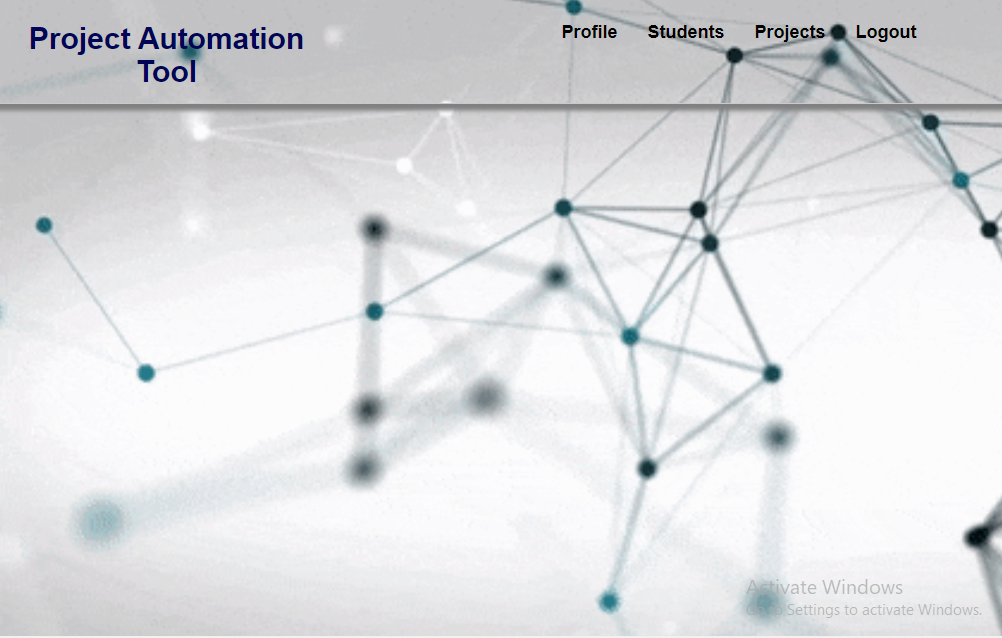 Project Automation
Tool
Profile Students Projects Logout
Activate Windows
Settings to activate Windows.